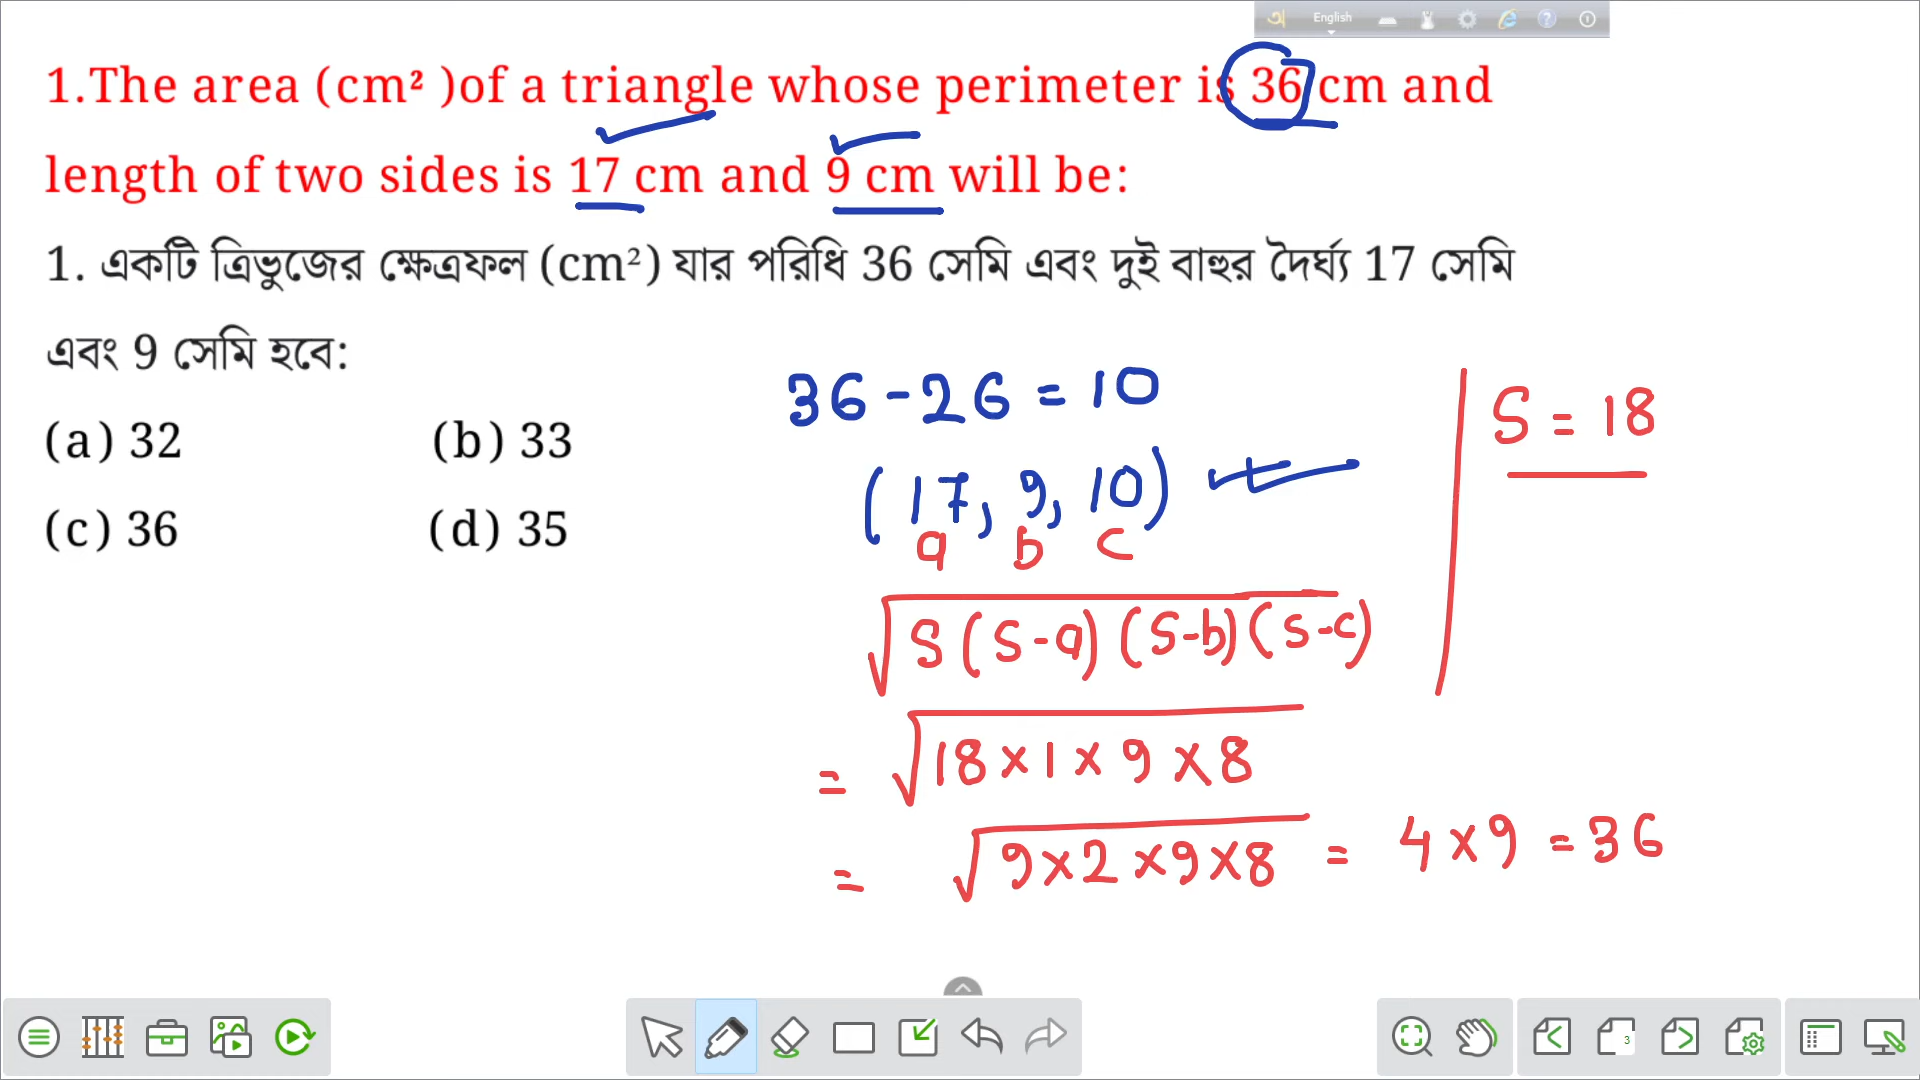 English
1.The area (cm² )of a triangle whose perimeter is 36 cm and
length of two sides is 17 cm and 9 cm will be:
1. একটি ত্রিভুজের ক্ষেত্রফল (cm²) যার পরিধি 36 সেমি এবং দুই বাহুর দৈর্ঘ্য 17 সেমি
এবং 9 সেমি হবে:
(a) 32 (b) 33
(c) 36 (d) 35
36 - 26 = 10
(17, 9, 10)
a b c
S = 18
√S(S-a)(S-b)(S-c)
= √18×1×9×8
= √9×2×9×8 = 4×9 = 36
3